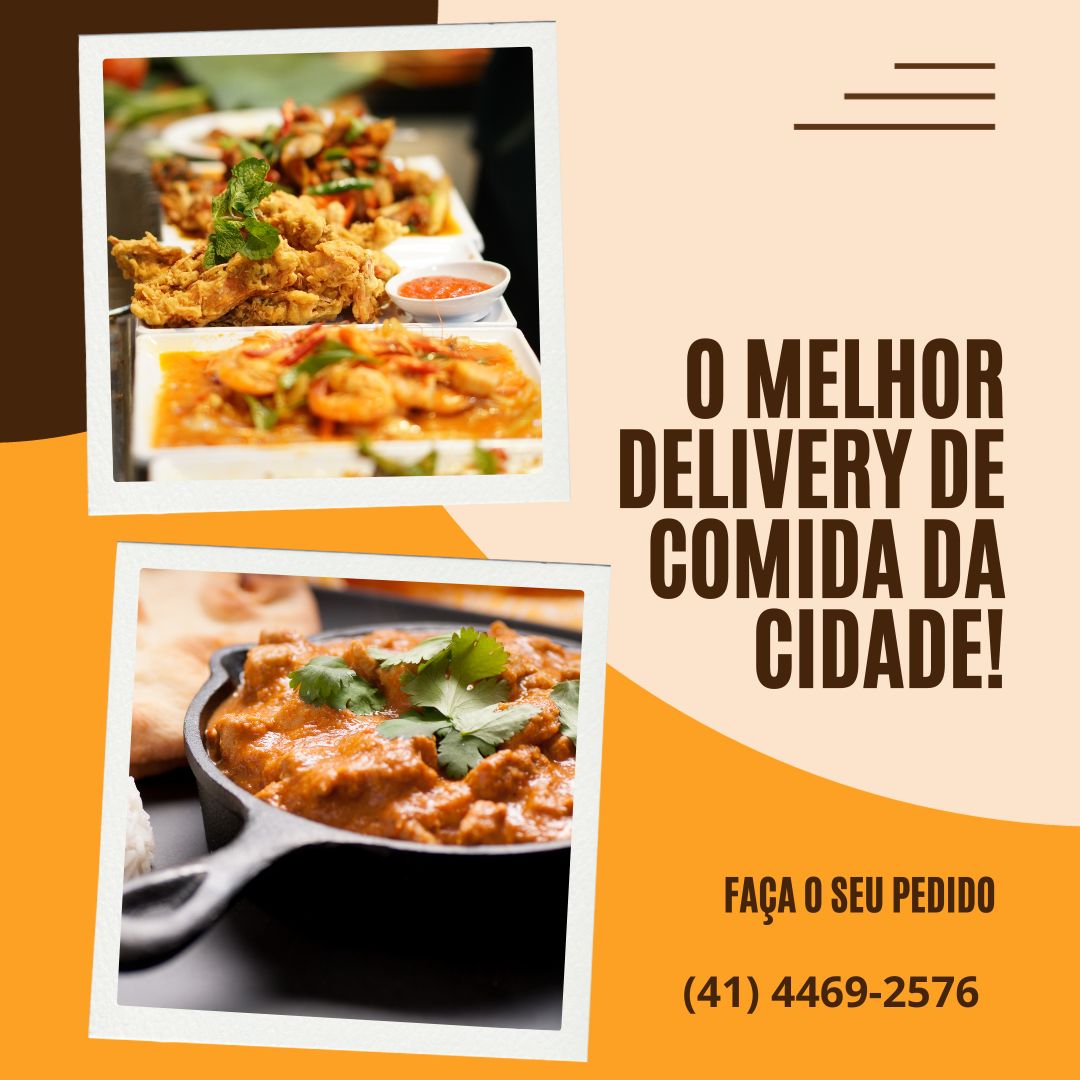 O MELHOR
DELIVERY DE
COMIDA DA
CIDADE!
FAÇA O SEU PEDIDO
(41) 4469-2576